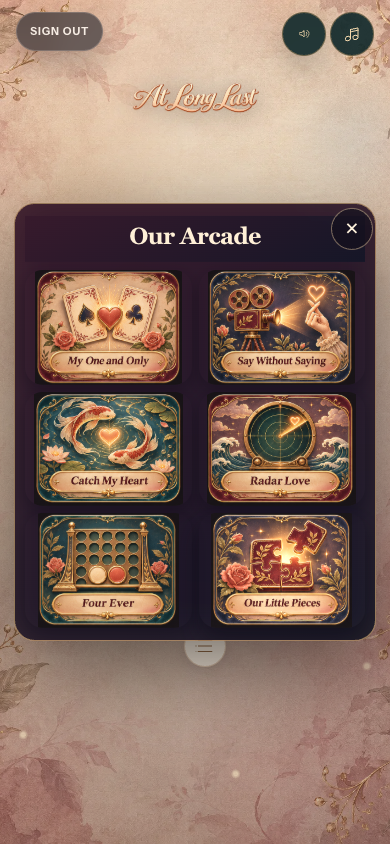 SIGN OUT
At Long Last
Our Arcade
My One and Only
Say Without Saying
Catch My Heart
Radar Love
Four Ever
Our Little Pieces